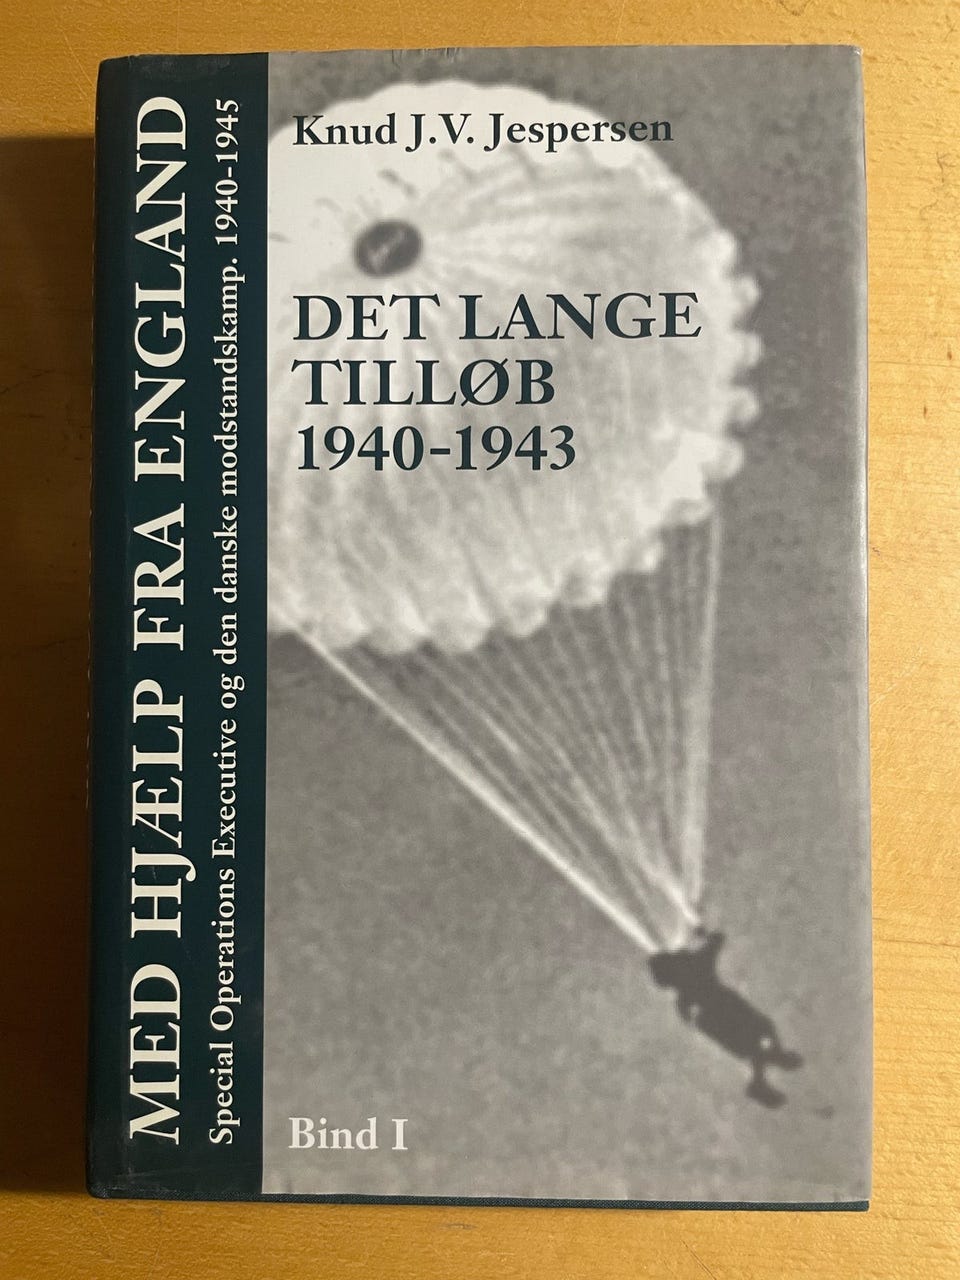 MED HJÆLP FRA ENGLAND
Special Operations Executive og den danske modstandskamp. 1940-1945
Knud J.V. Jespersen
DET LANGE
TILLØB
1940-1943
Bind I